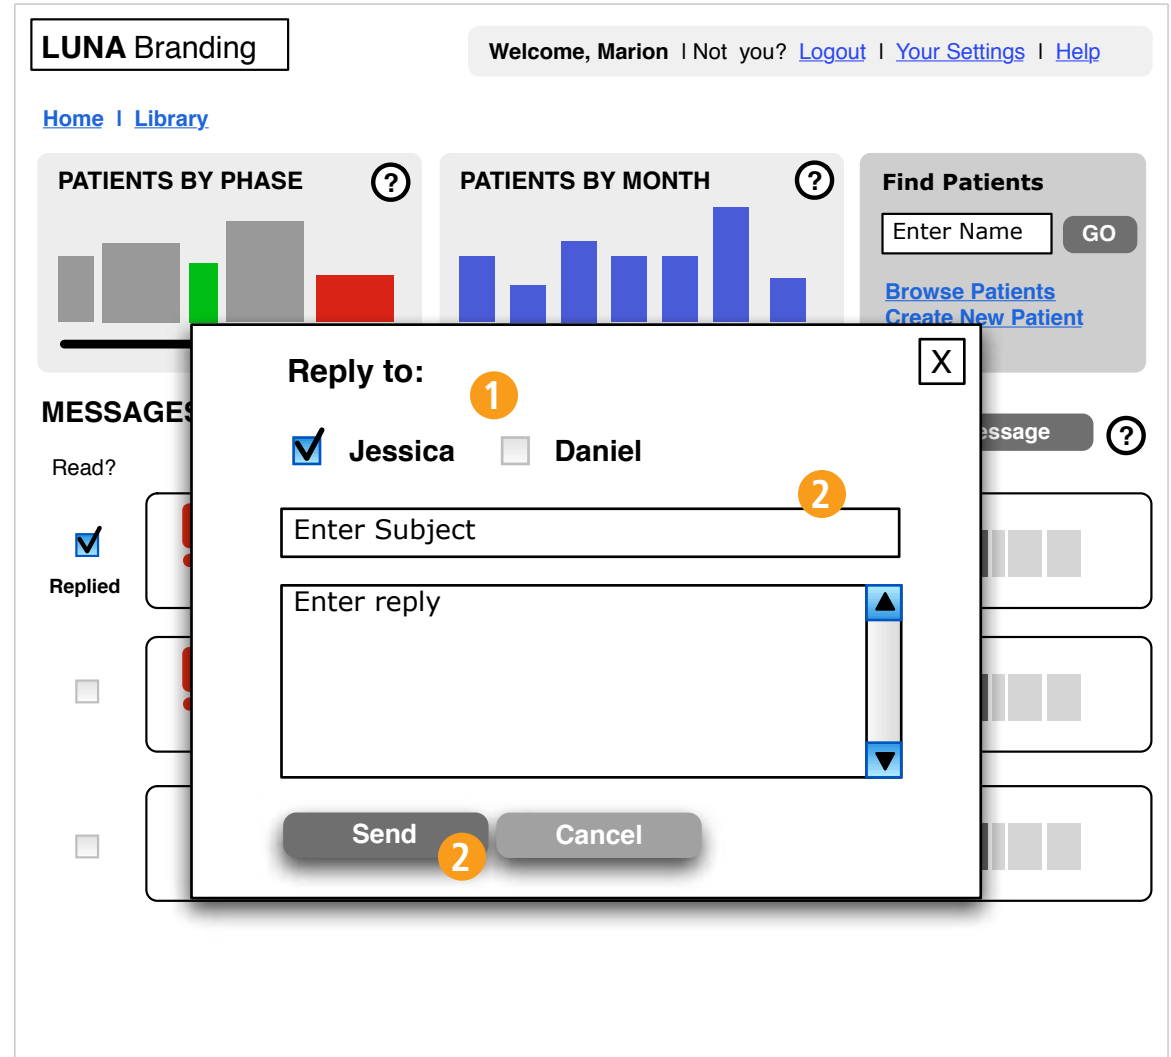 LUNA Branding
Welcome, Marion I Not you? Logout I Your Settings I Help
Home I Library
PATIENTS BY PHASE ?
PATIENTS BY MONTH ?
Find Patients
Enter Name GO
Browse Patients
Create New Patient
Reply to: X
1
MESSAGES
essage ?
Read?
Jessica Daniel
2
Enter Subject
Replied
Enter reply
Send Cancel
2